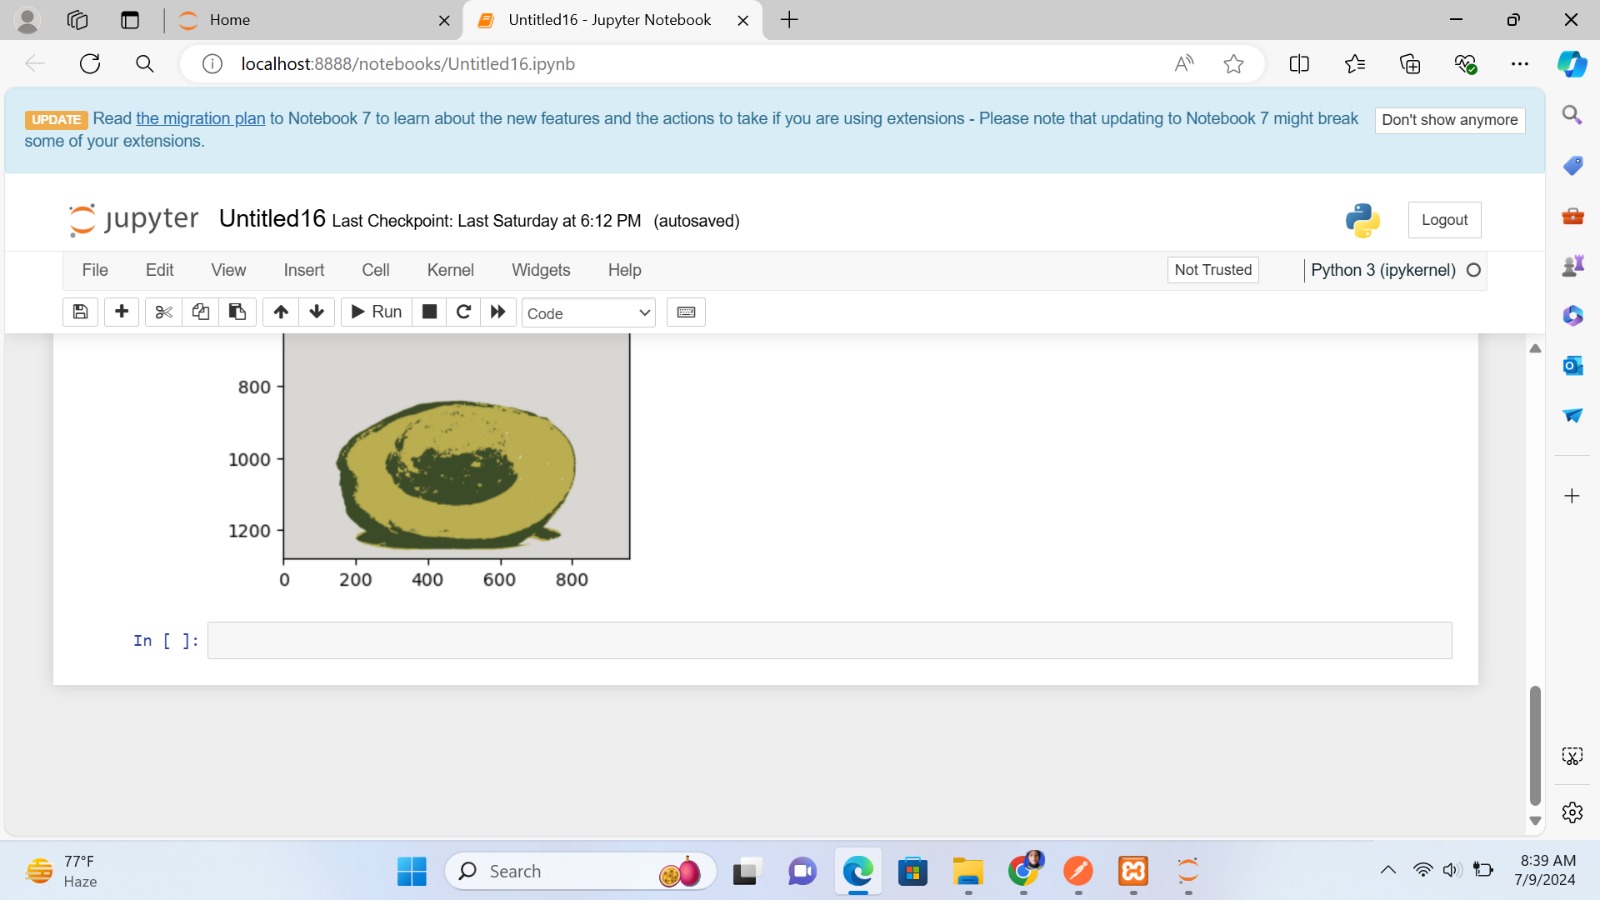 Home
Untitled16 - Jupyter Notebook
localhost:8888/notebooks/Untitled16.ipynb
UPDATE Read the migration plan to Notebook 7 to learn about the new features and the actions to take if you are using extensions - Please note that updating to Notebook 7 might break
some of your extensions.
Don't show anymore
jupyter Untitled16 Last Checkpoint: Last Saturday at 6:12 PM (autosaved)
Logout
File Edit View Insert Cell Kernel Widgets Help
Not Trusted
Python 3 (ipykernel)
Run
Code
800
1000
1200
0 200 400 600 800
In [ ]:
77°F
Haze
Search
8:39 AM
7/9/2024